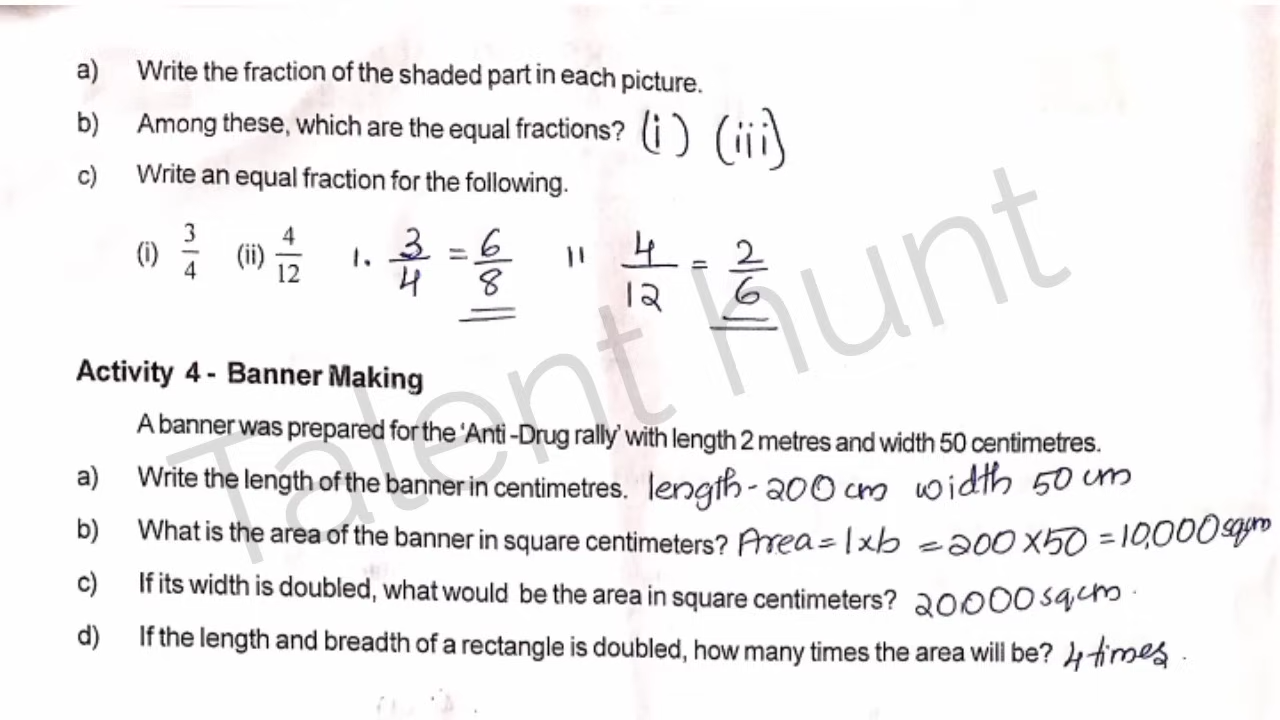 a) Write the fraction of the shaded part in each picture.
b) Among these, which are the equal fractions? (i) (iii)
c) Write an equal fraction for the following.
(i) 3/4 (ii) 4/12 1. 3/4 = 6/8 11 4/12 = 2/6
Talent hunt
Activity 4 - Banner Making
A banner was prepared for the 'Anti -Drug rally' with length 2 metres and width 50 centimetres.
a) Write the length of the banner in centimetres. length - 200 cm width 50 cm
b) What is the area of the banner in square centimeters? Area = l x b = 200 x 50 = 10,000 sqcm
c) If its width is doubled, what would be the area in square centimeters? 20000 sqcm.
d) If the length and breadth of a rectangle is doubled, how many times the area will be? 4 times.